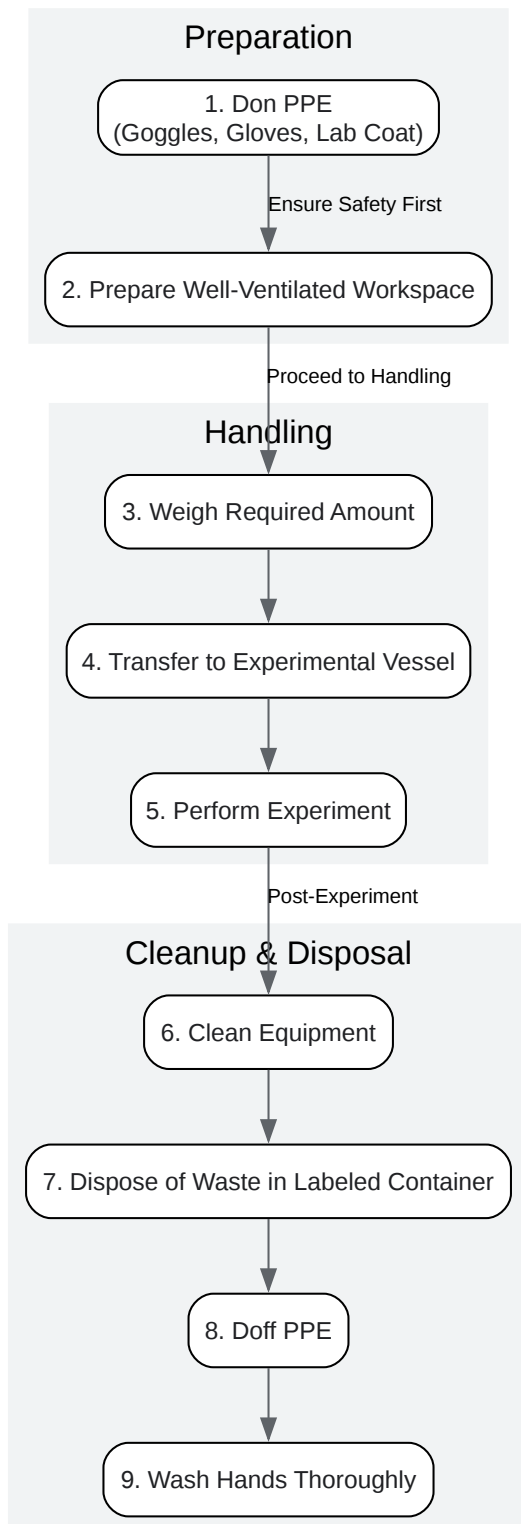 Preparation
1. Don PPE
(Goggles, Gloves, Lab Coat)
Ensure Safety First
2. Prepare Well-Ventilated Workspace
Proceed to Handling
Handling
3. Weigh Required Amount
4. Transfer to Experimental Vessel
5. Perform Experiment
Post-Experiment
Cleanup & Disposal
6. Clean Equipment
7. Dispose of Waste in Labeled Container
8. Doff PPE
9. Wash Hands Thoroughly